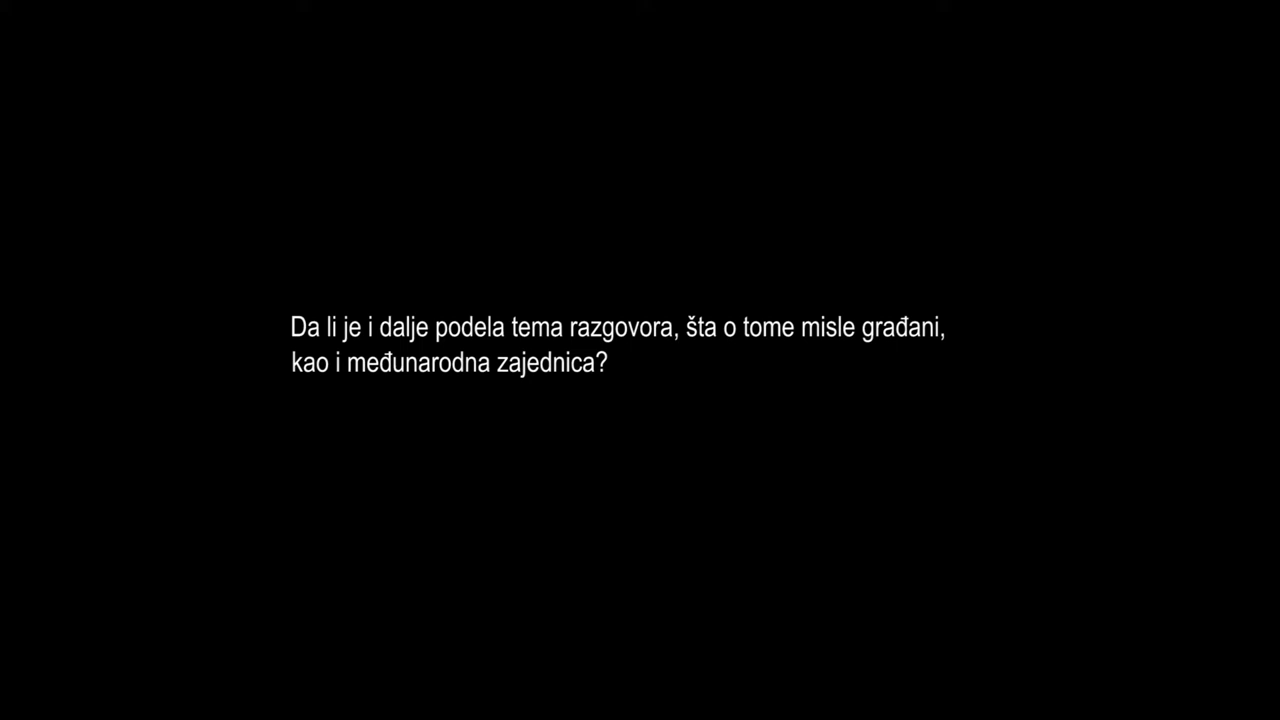 Da li je i dalje podela tema razgovora, šta o tome misle građani,
kao i međunarodna zajednica?